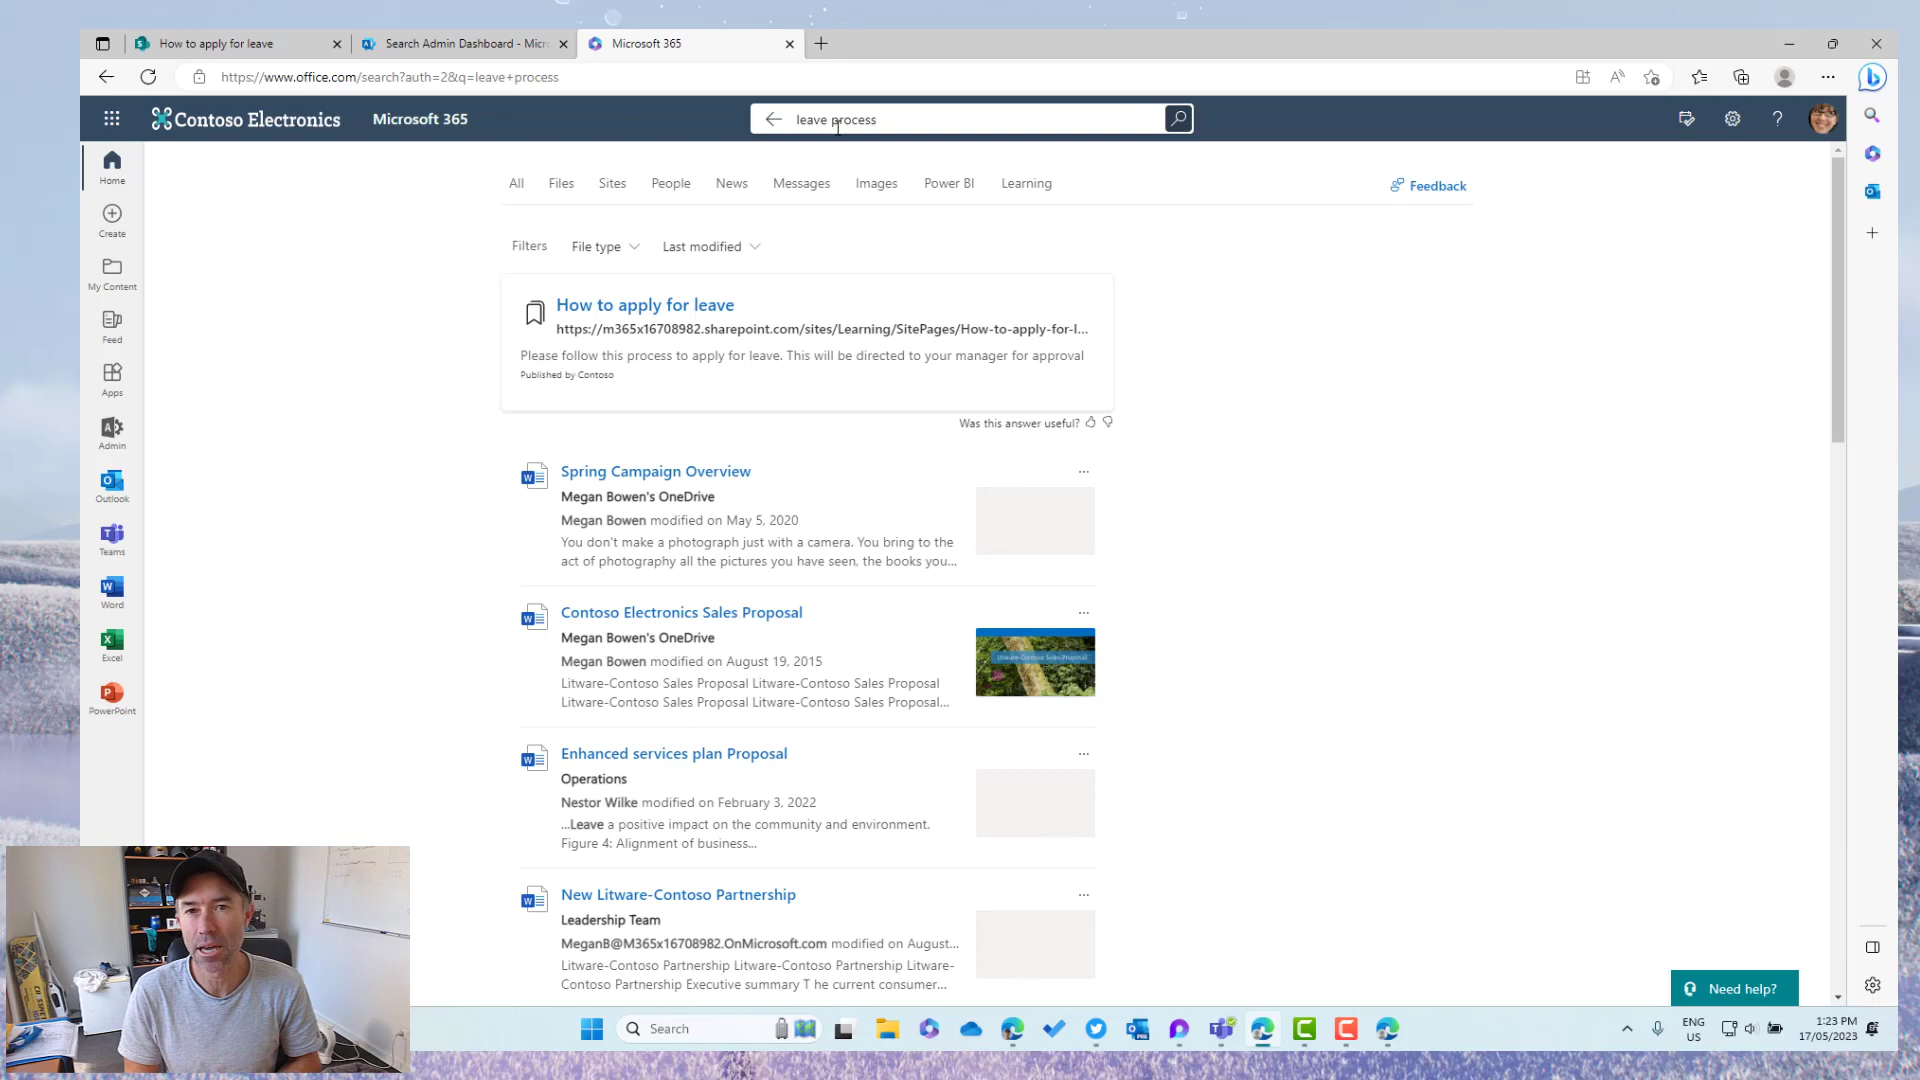 How to apply for leave
Search Admin Dashboard - Micr
Microsoft 365
https://www.office.com/search?auth=2&q=leave+process
Contoso Electronics
Microsoft 365
leave process
Home
Create
My Content
Feed
Apps
Admin
Outlook
Teams
Word
Excel
PowerPoint
All
Files
Sites
People
News
Messages
Images
Power BI
Learning
Feedback
Filters
File type
Last modified
How to apply for leave
https://m365x16708982.sharepoint.com/sites/Learning/SitePages/How-to-apply-for-l...
Please follow this process to apply for leave. This will be directed to your manager for approval
Published by Contoso
Was this answer useful?
Spring Campaign Overview
Megan Bowen's OneDrive
Megan Bowen modified on May 5, 2020
You don't make a photograph just with a camera. You bring to the
act of photography all the pictures you have seen, the books you...
Contoso Electronics Sales Proposal
Megan Bowen's OneDrive
Megan Bowen modified on August 19, 2015
Litware-Contoso Sales Proposal Litware-Contoso Sales Proposal
Litware-Contoso Sales Proposal Litware-Contoso Sales Proposal...
Litware-Contoso Sales Proposal
Enhanced services plan Proposal
Operations
Nestor Wilke modified on February 3, 2022
...Leave a positive impact on the community and environment.
Figure 4: Alignment of business...
New Litware-Contoso Partnership
Leadership Team
MeganB@M365x16708982.OnMicrosoft.com modified on August...
Litware-Contoso Partnership Litware-Contoso Partnership Litware-
Contoso Partnership Executive summary T he current consumer...
Need help?
Search
ENG
US
1:23 PM
17/05/2023